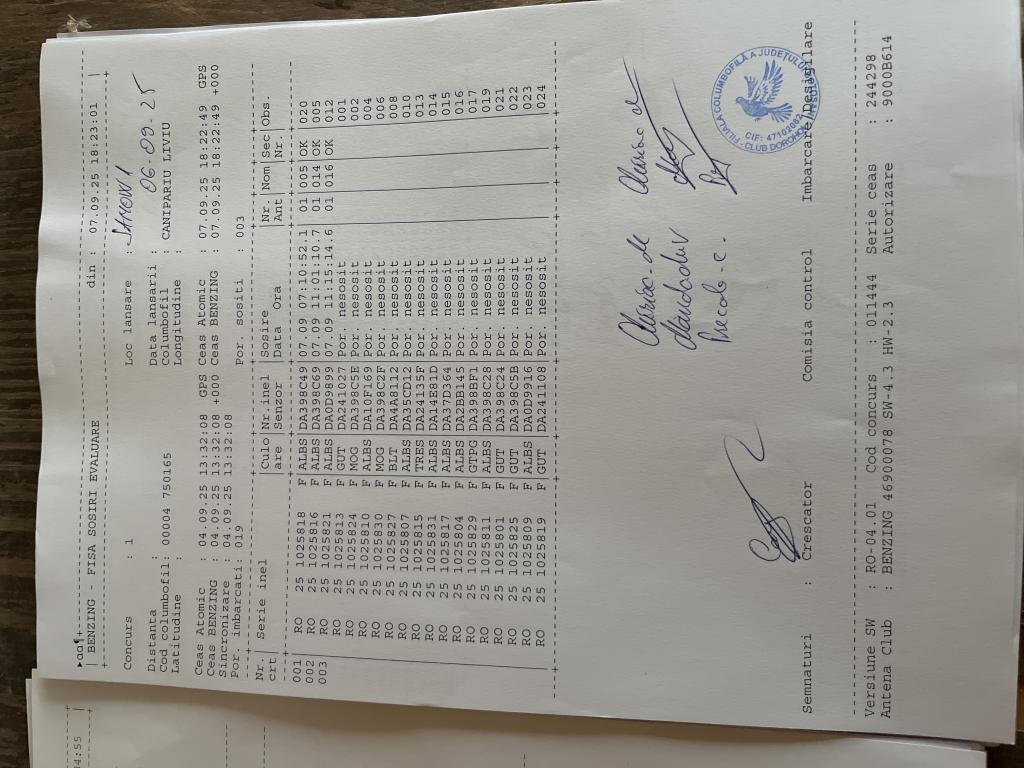 ▸aa¶+
| BENZING - FISA SOSIRI EVALUARE din : 07.09.25 18:23:01 |
Concurs : 1 Loc lansare :
Distanta : Data lansarii : 06-09-25
Cod columbofil: 00004 750165 Columbofil : CANIPARIU LIVIU
Latitudine : Longitudine :
Ceas Atomic : 04.09.25 13:32:08 GPS Ceas Atomic : 07.09.25 18:22:49 GPS
Ceas BENZING : 04.09.25 13:32:08 +000 Ceas BENZING : 07.09.25 18:22:49 +000
Sincronizare : 04.09.25 13:32:08
Por. imbarcati: 019 Por. sositi : 003
Nr. | Serie inel |Culo|Nr.inel |Sosire |Nr. |Nom|Sec|Obs.
crt | |are |Senzor |Data Ora |Ant | |Nr.|
001| RO 25 1025818 F ALBS|DA398C49|07.09 07:10:52.1 01|005|OK |020
002| RO 25 1025816 F ALBS|DA398C69|07.09 11:01:10.7 01|014|OK |005
003| RO 25 1025821 F ALBS|DA0D9899|07.09 11:15:14.6 01|016|OK |012
RO 25 1025813 F GUT |DA241027|Por. nesosit |001
RO 25 1025824 F MOG |DA398C5E|Por. nesosit |002
RO 25 1025810 F ALBS|DA10F169|Por. nesosit |004
RO 25 1025830 F MOG |DA398C2F|Por. nesosit |006
RO 25 1025827 F BLT |DA4A8112|Por. nesosit |008
RO 25 1025807 F ALBS|DA35CD12|Por. nesosit |010
RO 25 1025815 F TRES|DA24135F|Por. nesosit |013
RO 25 1025831 F ALBS|DA14E81D|Por. nesosit |014
RO 25 1025817 F ALBS|DA37D364|Por. nesosit |015
RO 25 1025804 F ALBS|DA2BB145|Por. nesosit |016
RO 25 1025829 F GTPG|DA398BF1|Por. nesosit |017
RO 25 1025811 F ALBS|DA398C28|Por. nesosit |019
RO 25 1025801 F GUT |DA398C24|Por. nesosit |021
RO 25 1025825 F GUT |DA398C5B|Por. nesosit |022
RO 25 1025809 F ALBS|DA0D9916|Por. nesosit |023
RO 25 1025819 F GUT |DA241108|Por. nesosit |024
FILIALA COLUMBOFILĂ A JUDEȚULUI
CIF: 47102082
CLUB DOROHOI
Semnaturi : Crescator Comisia control Imbarcare/Desigilare
Versiune SW : RO-04.01 Cod concurs : 011444 Serie ceas : 244298
Antena Club : BENZING 46900078 SW-4.3 HW-2.3 Autorizare : 9000B614
4:55 |